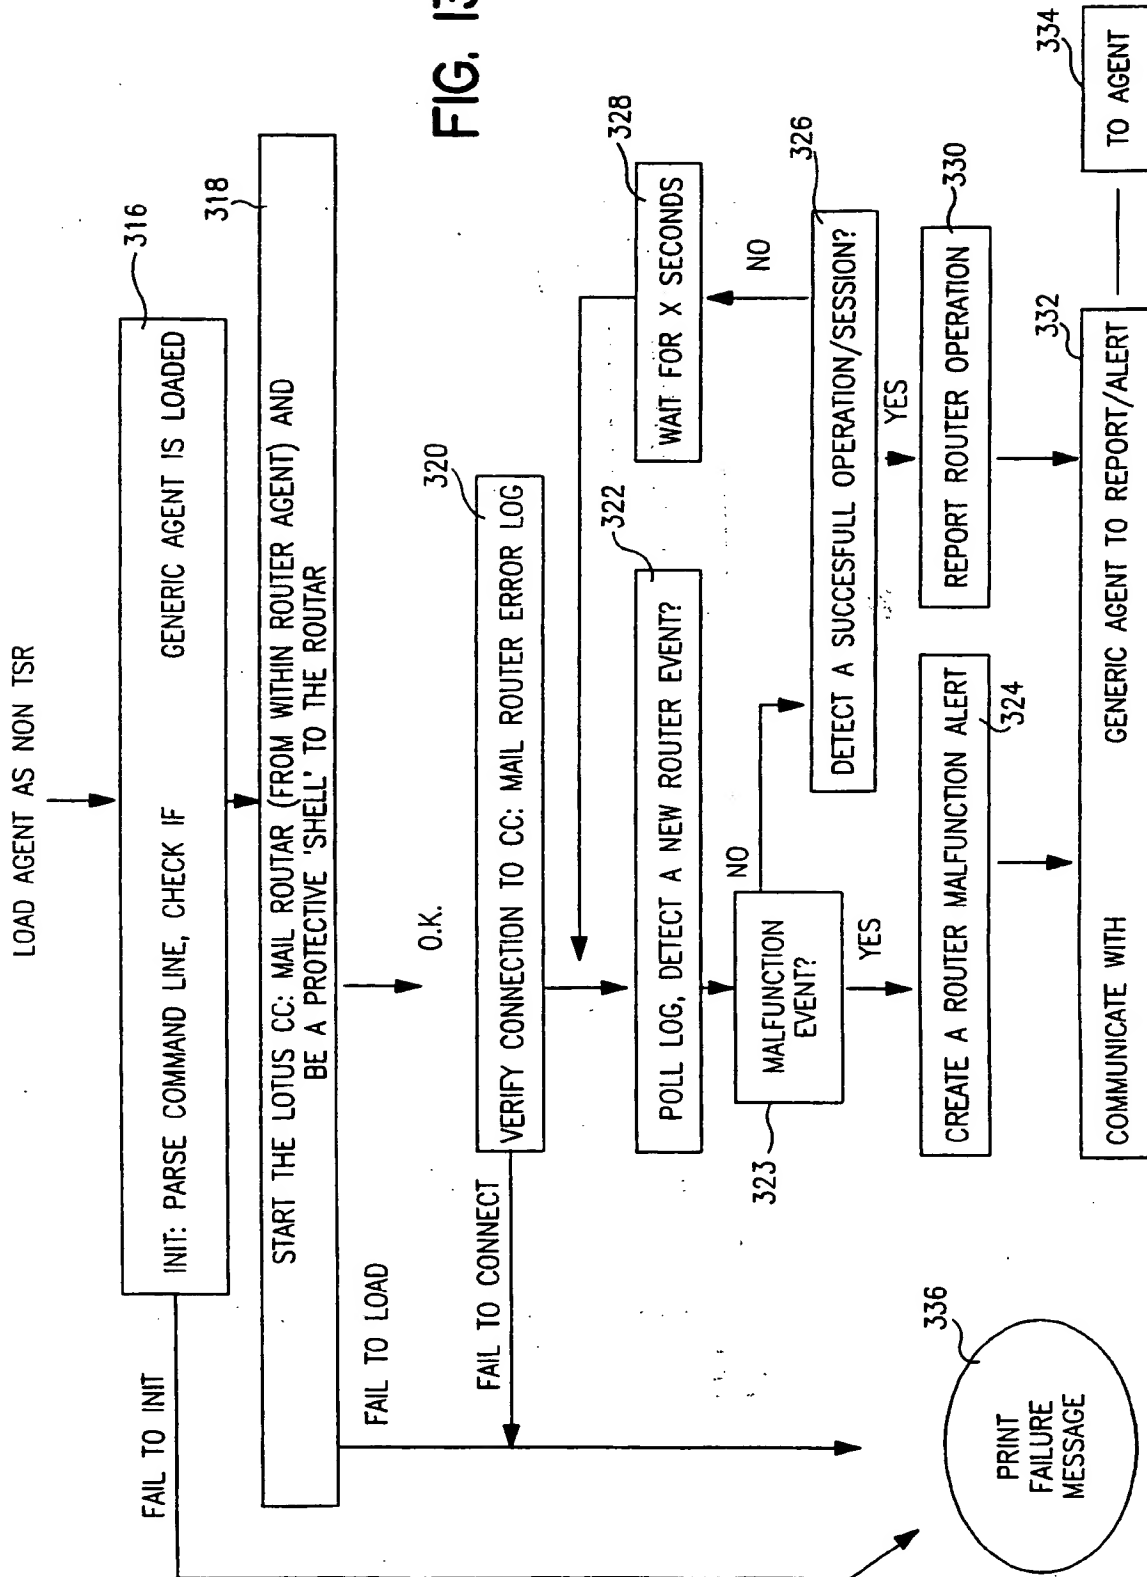 LOAD AGENT AS NON TSR
316
INIT: PARSE COMMAND LINE, CHECK IF GENERIC AGENT IS LOADED
FAIL TO INIT
318
START THE LOTUS CC: MAIL ROUTAR (FROM WITHIN ROUTER AGENT) AND
BE A PROTECTIVE 'SHELL' TO THE ROUTAR
FAIL TO LOAD
O.K.
FIG. 13
320
VERIFY CONNECTION TO CC: MAIL ROUTER ERROR LOG
FAIL TO CONNECT
328
WAIT FOR X SECONDS
322
POLL LOG, DETECT A NEW ROUTER EVENT?
NO
MALFUNCTION
EVENT?
323
NO
326
DETECT A SUCCESFULL OPERATION/SESSION?
YES
YES
CREATE A ROUTER MALFUNCTION ALERT
324
REPORT ROUTER OPERATION
330
332
COMMUNICATE WITH GENERIC AGENT TO REPORT/ALERT
334
TO AGENT
336
PRINT
FAILURE
MESSAGE